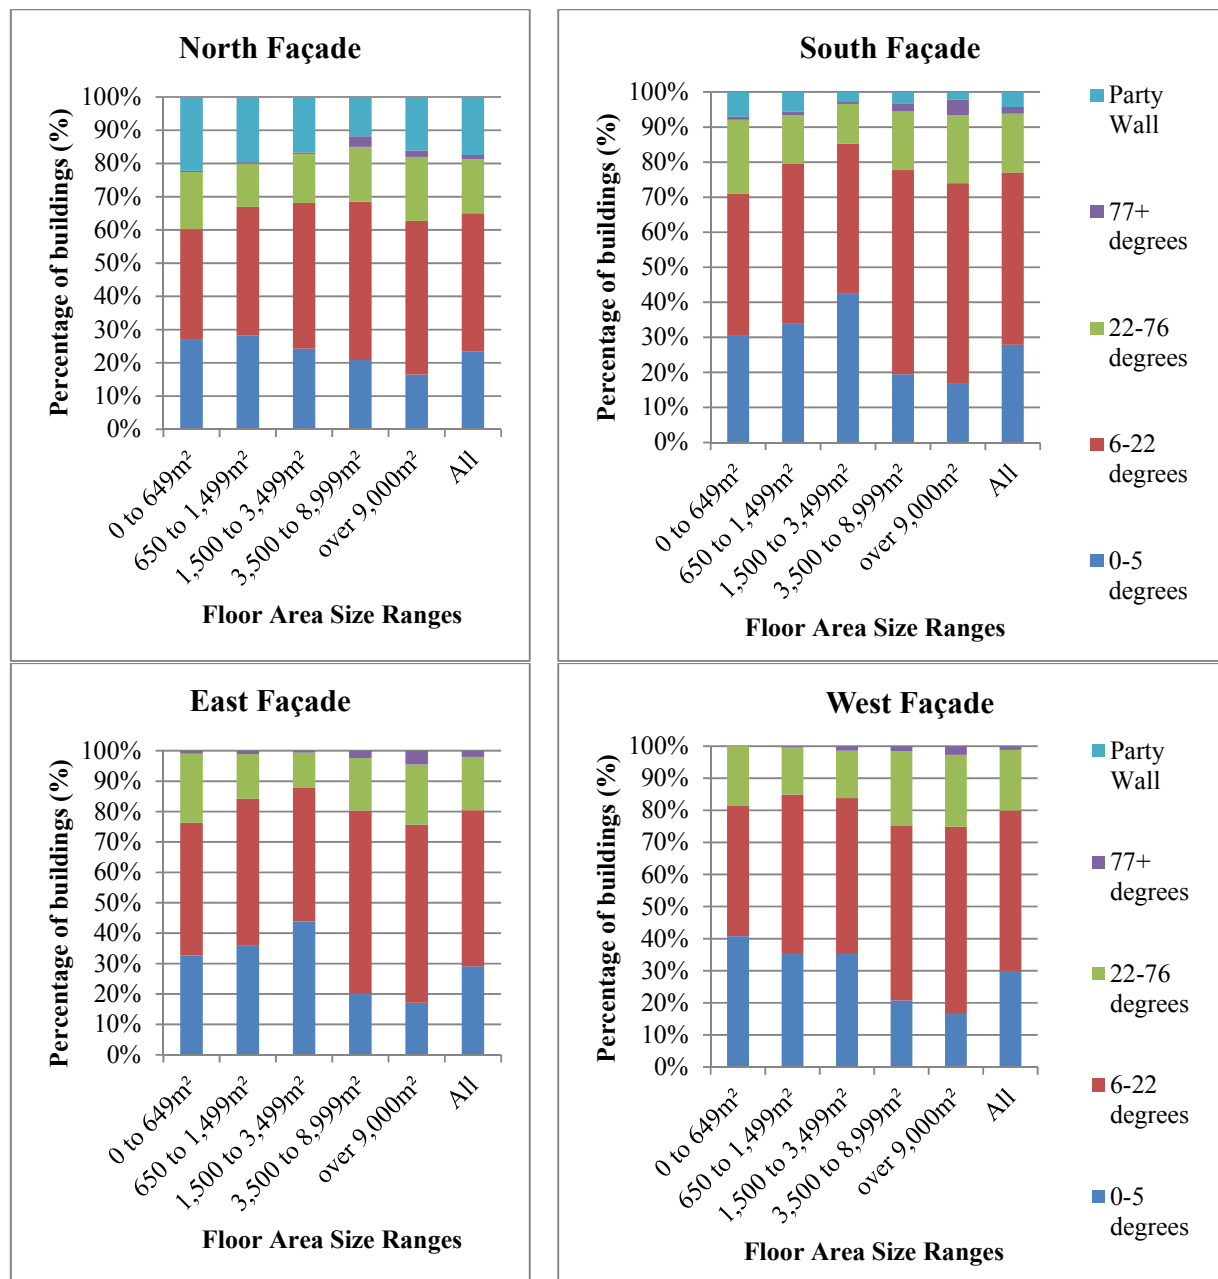 North Façade
Percentage of buildings (%)
100%
90%
80%
70%
60%
50%
40%
30%
20%
10%
0%
0 to 649m²
650 to 1,499m²
1,500 to 3,499m²
3,500 to 8,999m²
over 9,000m²
All
Floor Area Size Ranges
South Façade
Percentage of buildings (%)
100%
90%
80%
70%
60%
50%
40%
30%
20%
10%
0%
0 to 649m²
650 to 1,499m²
1,500 to 3,499m²
3,500 to 8,999m²
over 9,000m²
All
Floor Area Size Ranges
Party
Wall
77+
degrees
22-76
degrees
6-22
degrees
0-5
degrees
East Façade
Percentage of buildings (%)
100%
90%
80%
70%
60%
50%
40%
30%
20%
10%
0%
0 to 649m²
650 to 1,499m²
1,500 to 3,499m²
3,500 to 8,999m²
over 9,000m²
All
Floor Area Size Ranges
West Façade
Percentage of buildings (%)
100%
90%
80%
70%
60%
50%
40%
30%
20%
10%
0%
0 to 649m²
650 to 1,499m²
1,500 to 3,499m²
3,500 to 8,999m²
over 9,000m²
All
Floor Area Size Ranges
Party
Wall
77+
degrees
22-76
degrees
6-22
degrees
0-5
degrees